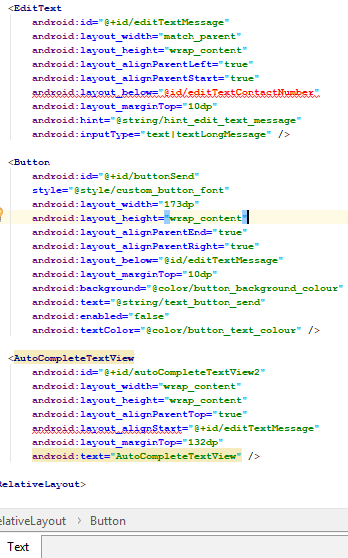 <EditText
android:id="@+id/editTextMessage"
android:layout_width="match_parent"
android:layout_height="wrap_content"
android:layout_alignParentLeft="true"
android:layout_alignParentStart="true"
android:layout_below="@id/editTextContactNumber"
android:layout_marginTop="10dp"
android:hint="@string/hint_edit_text_message"
android:inputType="text|textLongMessage" />
<Button
android:id="@+id/buttonSend"
style="@style/custom_button_font"
android:layout_width="173dp"
android:layout_height="wrap_content"
android:layout_alignParentEnd="true"
android:layout_alignParentRight="true"
android:layout_below="@id/editTextMessage"
android:layout_marginTop="10dp"
android:background="@color/button_background_colour"
android:text="@string/text_button_send"
android:enabled="false"
android:textColor="@color/button_text_colour" />
<AutoCompleteTextView
android:id="@+id/autoCompleteTextView2"
android:layout_width="wrap_content"
android:layout_height="wrap_content"
android:layout_alignParentTop="true"
android:layout_alignStart="@+id/editTextMessage"
android:layout_marginTop="132dp"
android:text="AutoCompleteTextView" />
RelativeLayout>
elativeLayout › Button
Text